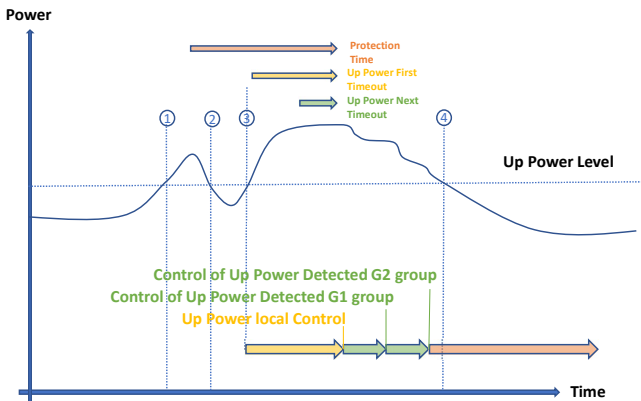 Power
Protection
Time
Up Power First
Timeout
Up Power Next
Timeout
1
2
3
4
Up Power Level
Control of Up Power Detected G2 group
Control of Up Power Detected G1 group
Up Power local Control
Time